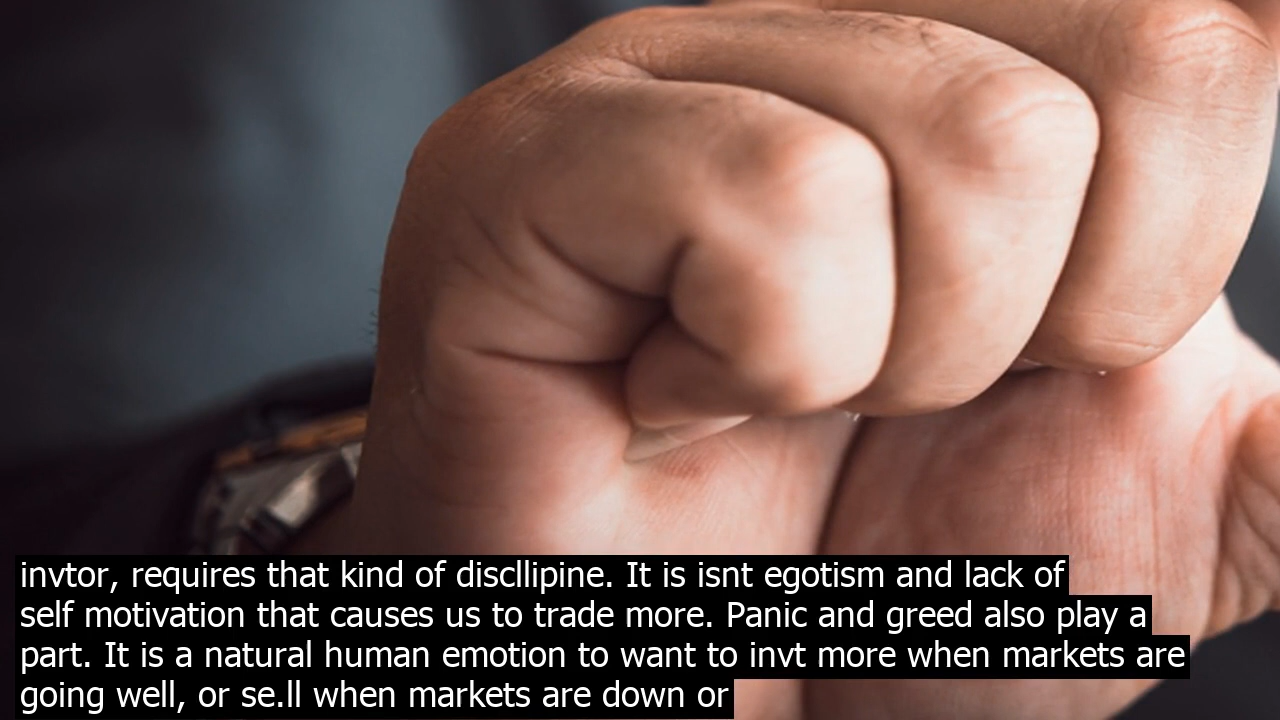 invtor, requires that kind of discllipine. It is isnt egotism and lack of
self motivation that causes us to trade more. Panic and greed also play a
part. It is a natural human emotion to want to invt more when markets are
going well, or se.ll when markets are down or